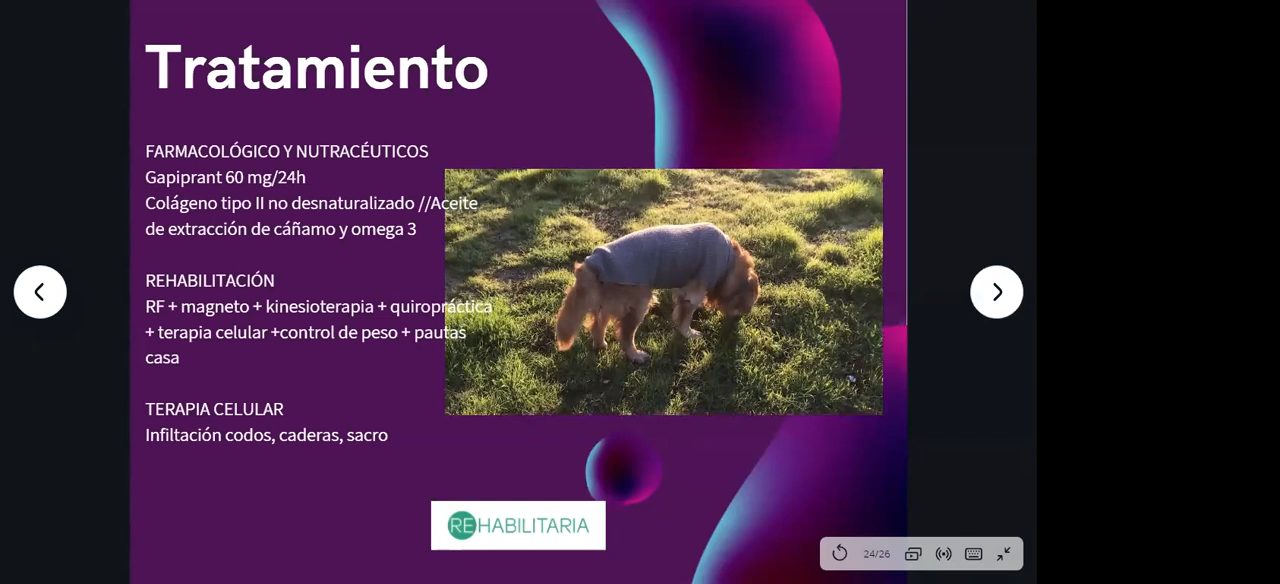 Tratamiento
FARMACOLÓGICO Y NUTRACÉUTICOS
Gapiprant 60 mg/24h
Colágeno tipo II no desnaturalizado //Aceite
de extracción de cáñamo y omega 3
REHABILITACIÓN
RF + magneto + kinesioterapia + quiropráctica
+ terapia celular +control de peso + pautas
casa
TERAPIA CELULAR
Infiltación codos, caderas, sacro
REHABILITARIA
24/26